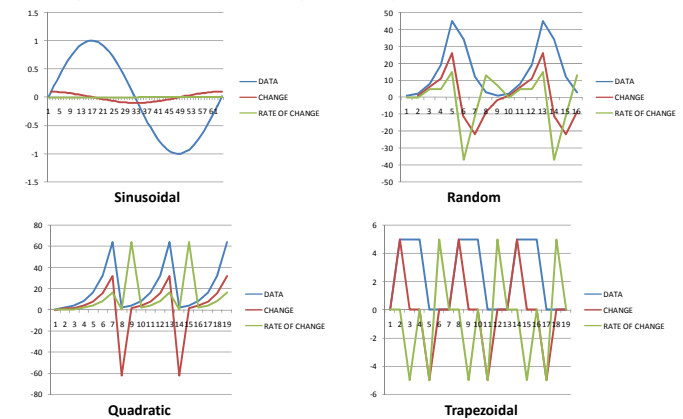 1.5
1
0.5
0
-0.5
-1
-1.5
1 5 9 13 17 21 25 29 33 37 41 45 49 53 57 61
DATA
CHANGE
RATE OF CHANGE
Sinusoidal
50
40
30
20
10
0
-10
-20
-30
-40
-50
1 2 3 4 5 6 7 8 9 10 11 12 13 14 15 16
DATA
CHANGE
RATE OF CHANGE
Random
80
60
40
20
0
-20
-40
-60
-80
1 2 3 4 5 6 7 8 9 10 11 12 13 14 15 16 17 18 19
DATA
CHANGE
RATE OF CHANGE
Quadratic
6
4
2
0
-2
-4
-6
1 2 3 4 5 6 7 8 9 10 11 12 13 14 15 16 17 18 19
DATA
CHANGE
RATE OF CHANGE
Trapezoidal